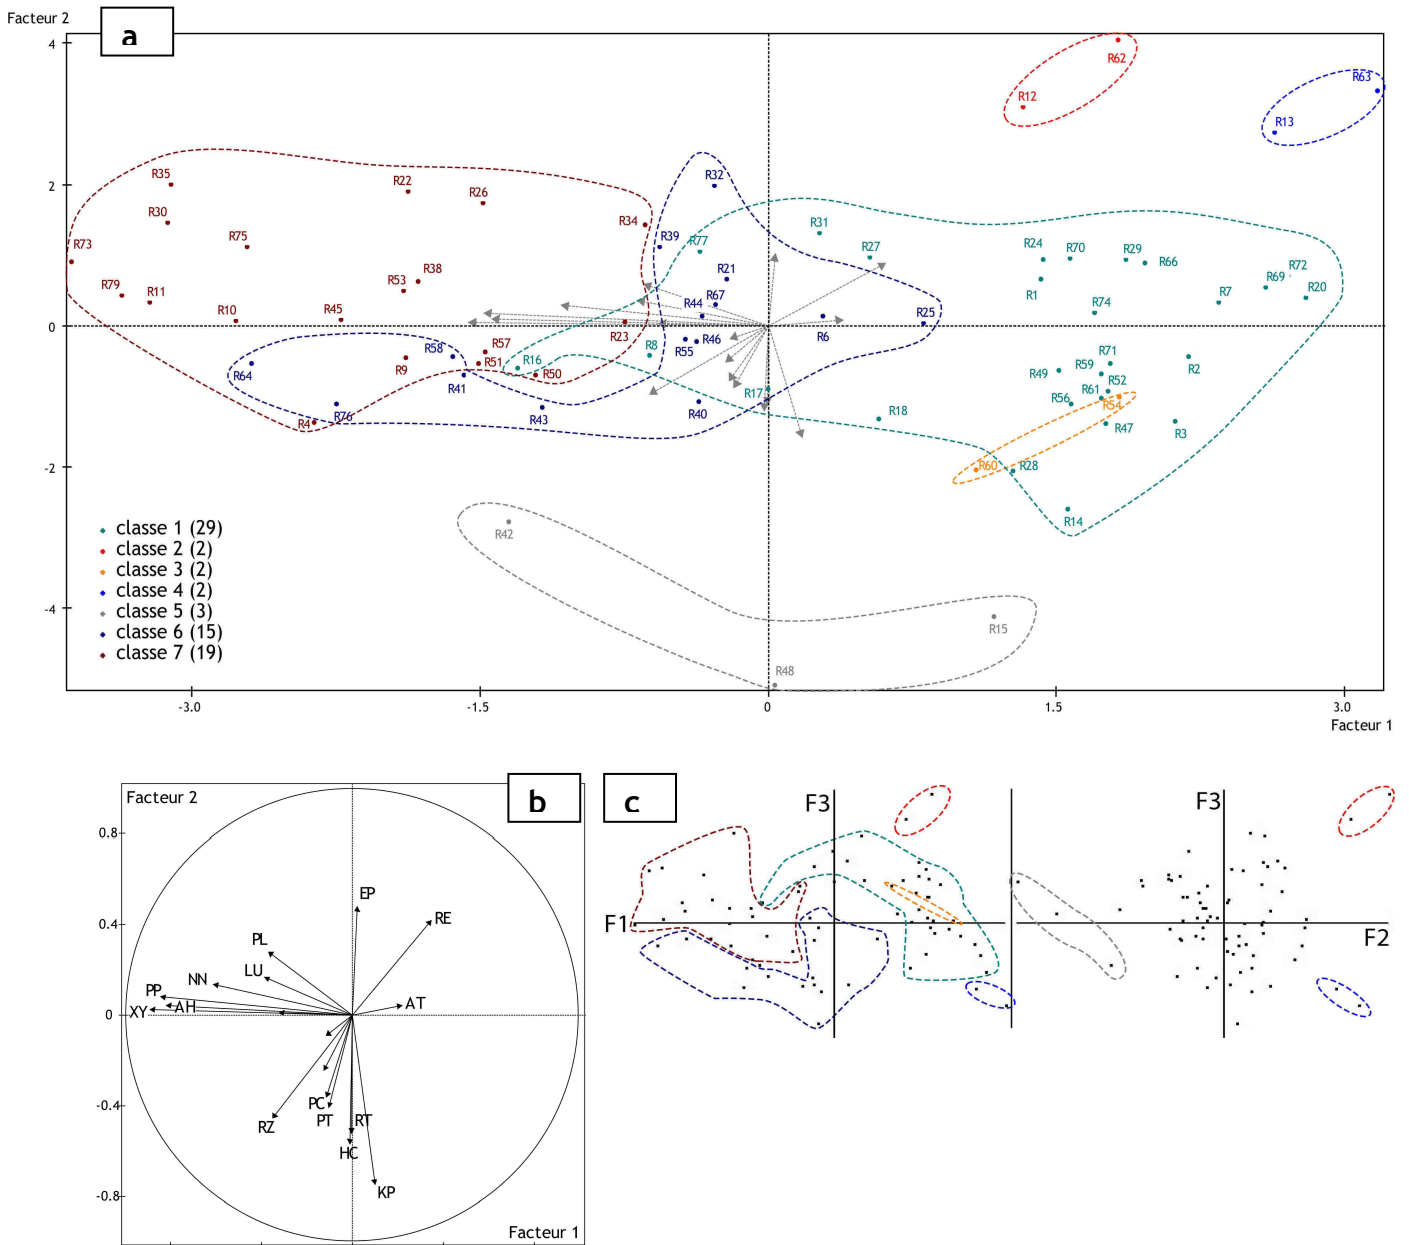 Facteur 2
a
4
R62
R63
R12
R13
R35
R22
R26
R32
R30
R34
R31
R73
R75
R39
R77
R27
R24
R70
R29
R66
R72
R79
R11
R53
R38
R21
R1
R69
R20
R10
R45
R44
R67
R25
R74
R7
2
0
R23
R6
R58
R57
R8
R55
R46
R71
R64
R9
R51
R16
R50
R49
R59
R2
R41
R17
R61
R52
R76
R43
R40
R18
R56
R54
R4
R47
R3
-2
R60
R28
R14
R42
classe 1 (29)
classe 2 (2)
classe 3 (2)
classe 4 (2)
classe 5 (3)
classe 6 (15)
classe 7 (19)
-4
R15
R48
-3.0
-1.5
0
1.5
3.0
Facteur 1
Facteur 2
b
0.8
EP
0.4
RE
PL
LU
NN
PP
AH
XY
AT
0
PC
-0.4
PT
RT
RZ
HC
KP
-0.8
Facteur 1
c
F3
F1
F3
F2